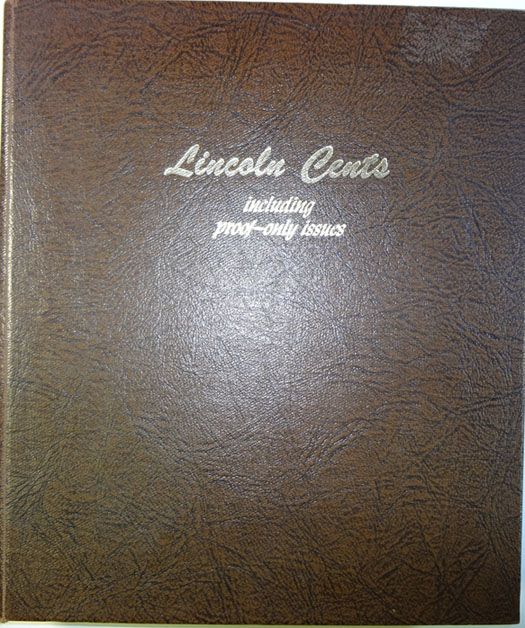 Lincoln Cents
including
proof-only issues